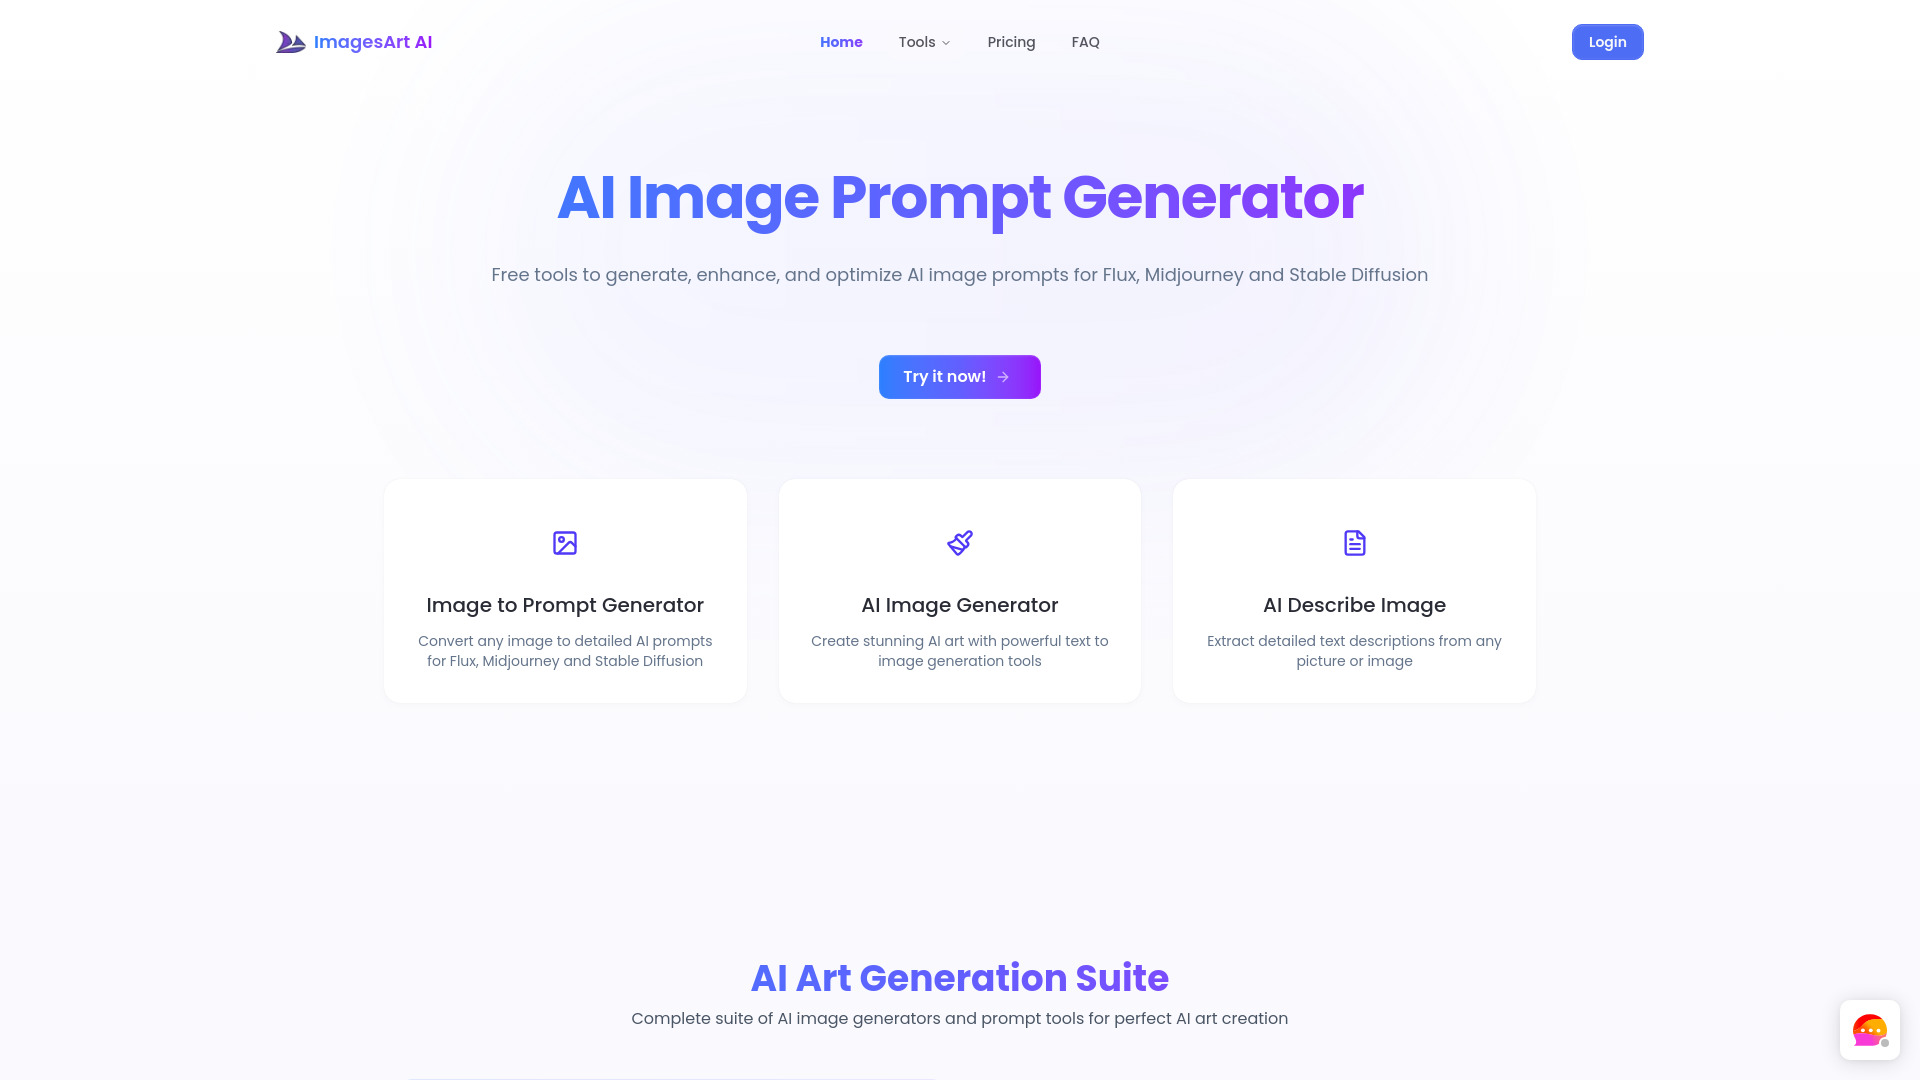 ImagesArt AI
Home
Tools
Pricing
FAQ
Login
AI Image Prompt Generator
Free tools to generate, enhance, and optimize AI image prompts for Flux, Midjourney and Stable Diffusion
Try it now!
Image to Prompt Generator
Convert any image to detailed AI prompts
for Flux, Midjourney and Stable Diffusion
AI Image Generator
Create stunning AI art with powerful text to
image generation tools
AI Describe Image
Extract detailed text descriptions from any
picture or image
AI Art Generation Suite
Complete suite of AI image generators and prompt tools for perfect AI art creation